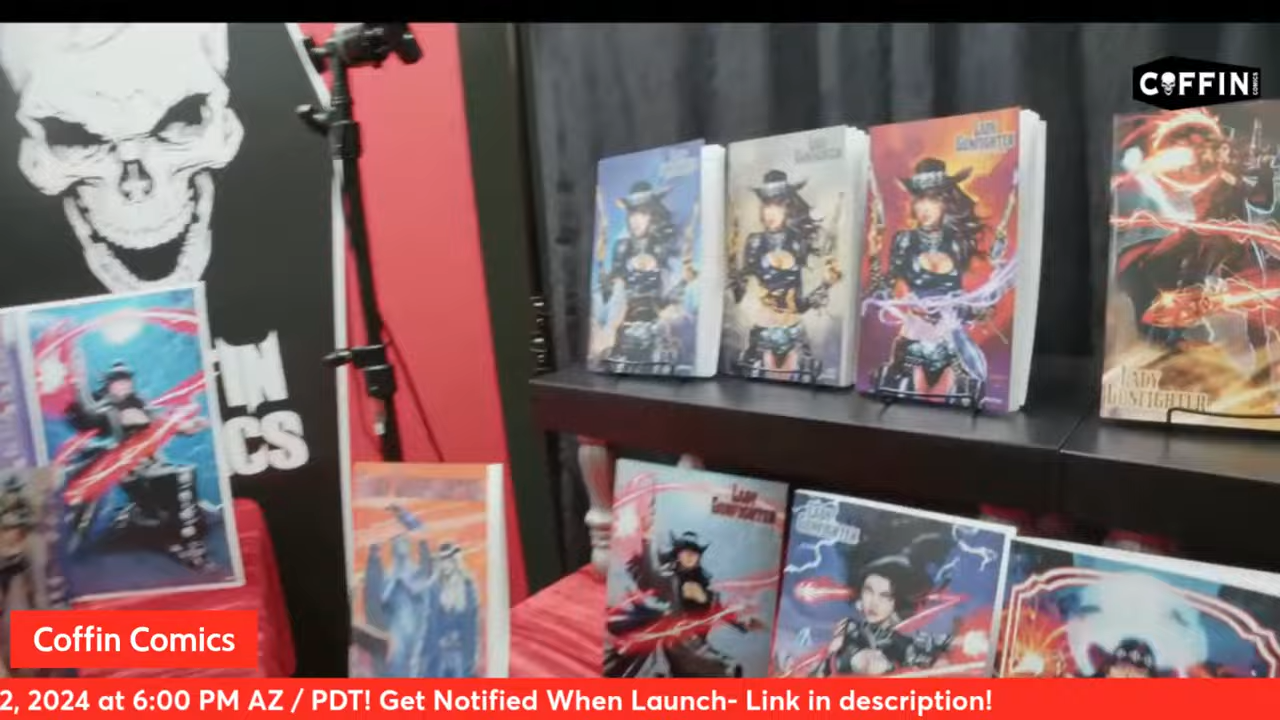 COFFIN
COMICS
LADY
GUNFIGHTER
LADY
GUNFIGHTER
LADY
GUNFIGHTER
LADY
GUNFIGHTER
Coffin Comics
2, 2024 at 6:00 PM AZ / PDT! Get Notified When Launch- Link in description!